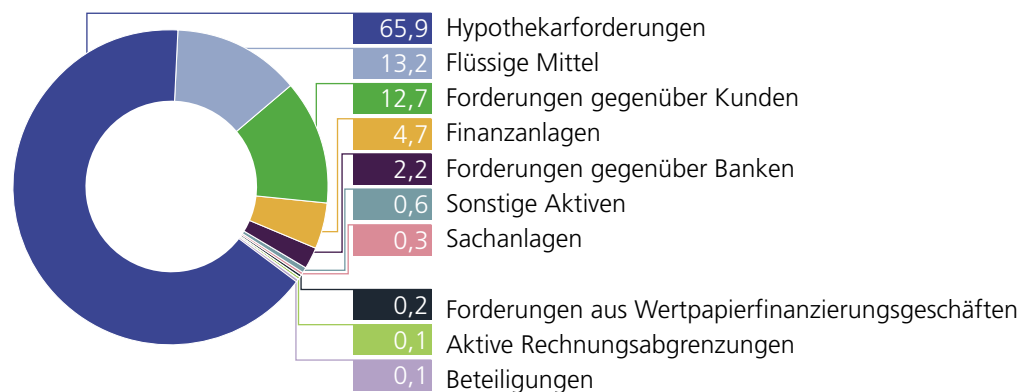 65,9 Hypothekarforderungen
13,2 Flüssige Mittel
12,7 Forderungen gegenüber Kunden
4,7 Finanzanlagen
2,2 Forderungen gegenüber Banken
0,6 Sonstige Aktiven
0,3 Sachanlagen
0,2 Forderungen aus Wertpapierfinanzierungsgeschäften
0,1 Aktive Rechnungsabgrenzungen
0,1 Beteiligungen